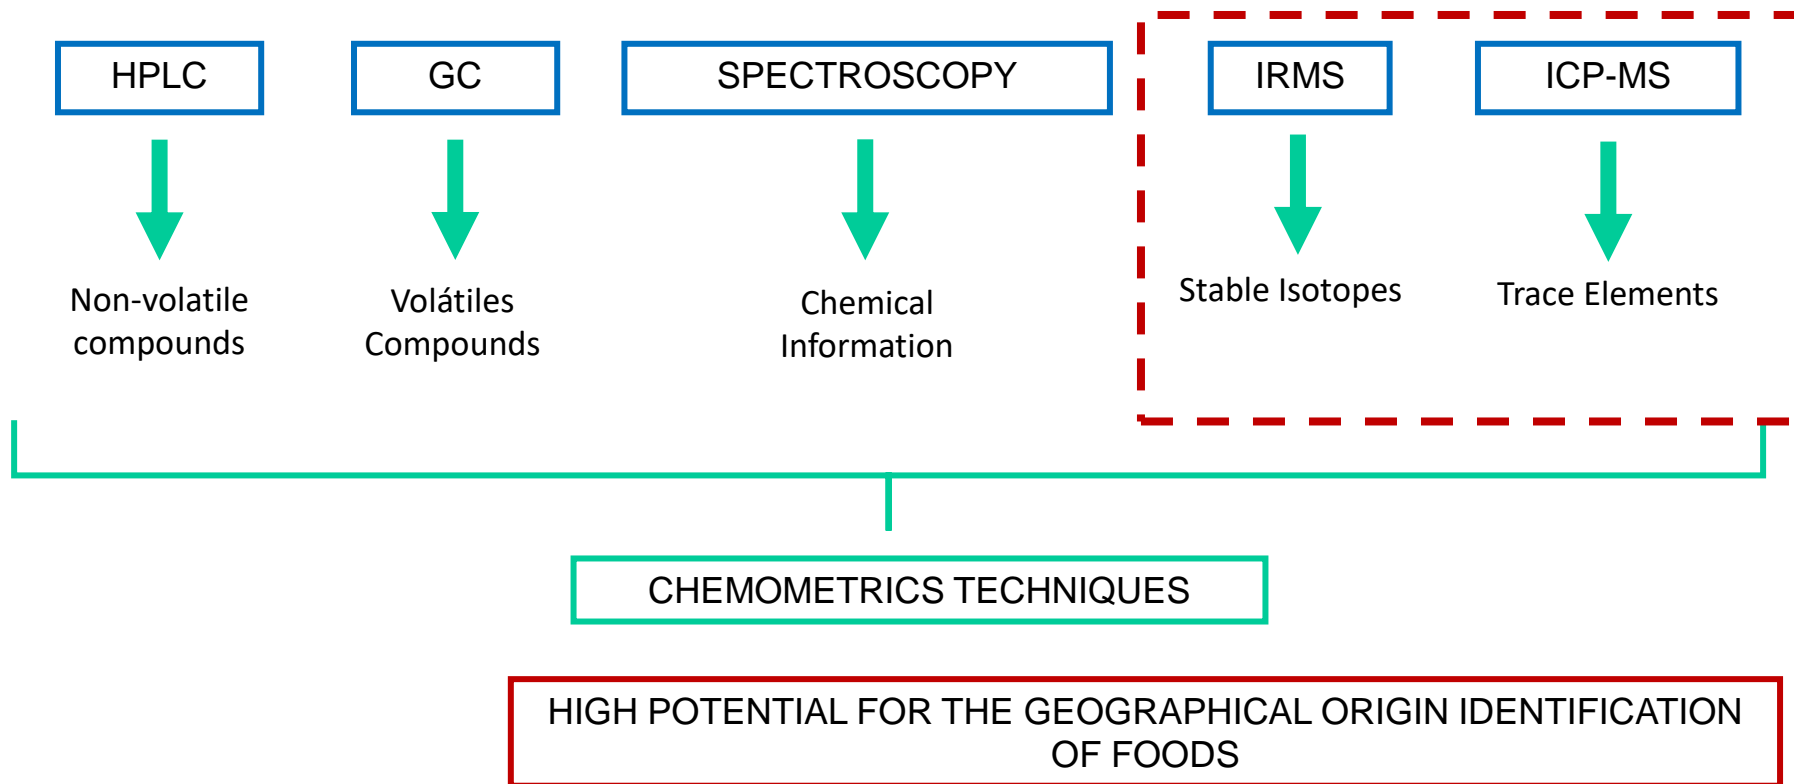 HPLC
GC
SPECTROSCOPY
IRMS
ICP-MS
Non-volatile
compounds
Volátiles
Compounds
Chemical
Information
Stable Isotopes
Trace Elements
CHEMOMETRICS TECHNIQUES
HIGH POTENTIAL FOR THE GEOGRAPHICAL ORIGIN IDENTIFICATION
OF FOODS